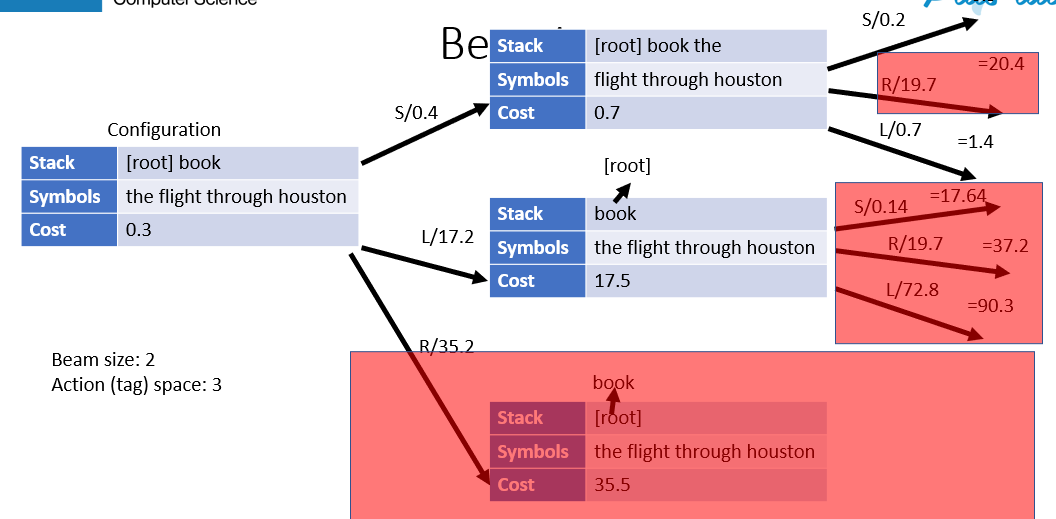 Computer Science
S/0.2
Stack [root] book the
Symbols flight through houston
Cost 0.7
=20.4
R/19.7
L/0.7
=1.4
S/0.4
Configuration
Stack [root] book
Symbols the flight through houston
Cost 0.3
[root]
Stack book
Symbols the flight through houston
Cost 17.5
L/17.2
S/0.14
=17.64
R/19.7
=37.2
L/72.8
=90.3
R/35.2
Beam size: 2
Action (tag) space: 3
book
Stack [root]
Symbols the flight through houston
Cost 35.5